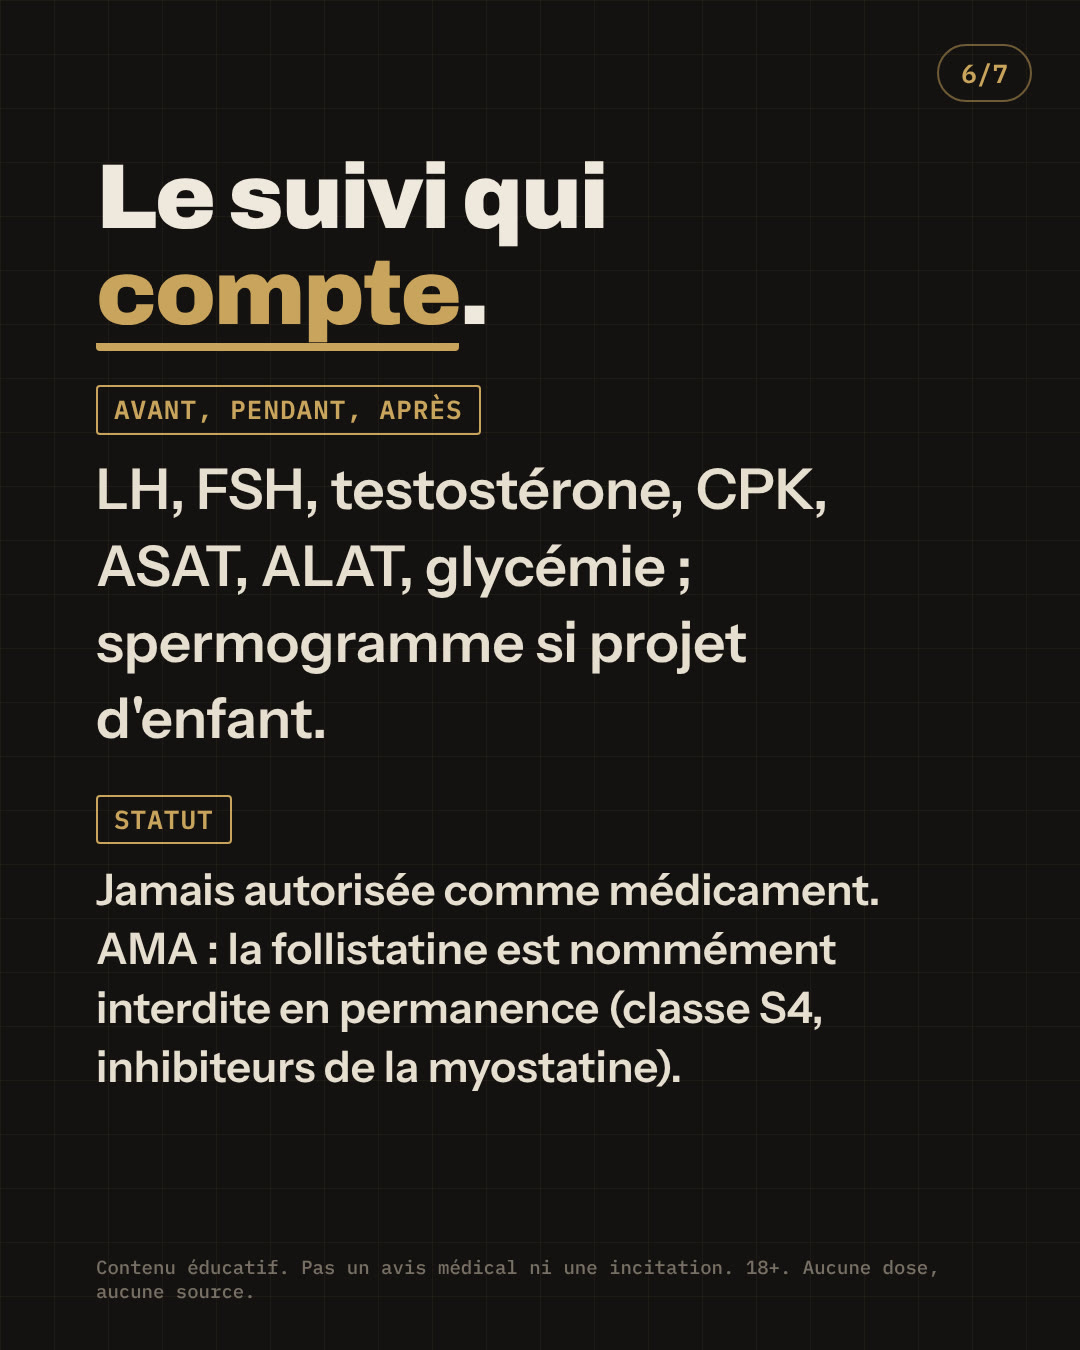 6/7
Le suivi qui
compte.
AVANT, PENDANT, APRÈS
LH, FSH, testostérone, CPK,
ASAT, ALAT, glycémie ;
spermogramme si projet
d'enfant.
STATUT
Jamais autorisée comme médicament.
AMA : la follistatine est nommément
interdite en permanence (classe S4,
inhibiteurs de la myostatine).
Contenu éducatif. Pas un avis médical ni une incitation. 18+. Aucune dose,
aucune source.